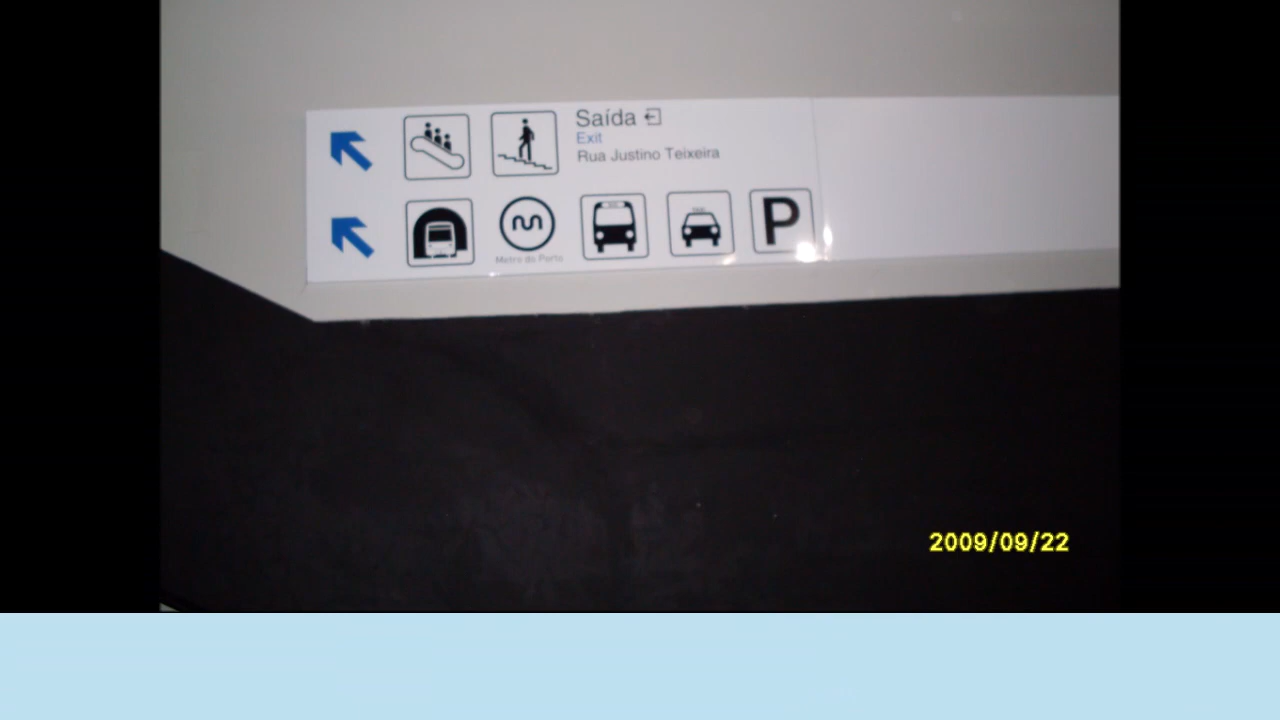 Saída
Exit
Rua Justino Teixeira
Metro do Porto
P
2009/09/22